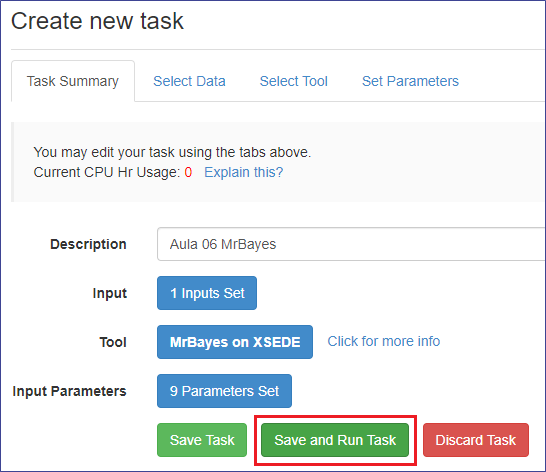 Create new task
Task Summary Select Data Select Tool Set Parameters
You may edit your task using the tabs above.
Current CPU Hr Usage: 0 Explain this?
Description Aula 06 MrBayes
Input 1 Inputs Set
Tool MrBayes on XSEDE Click for more info
Input Parameters 9 Parameters Set
Save Task Save and Run Task Discard Task